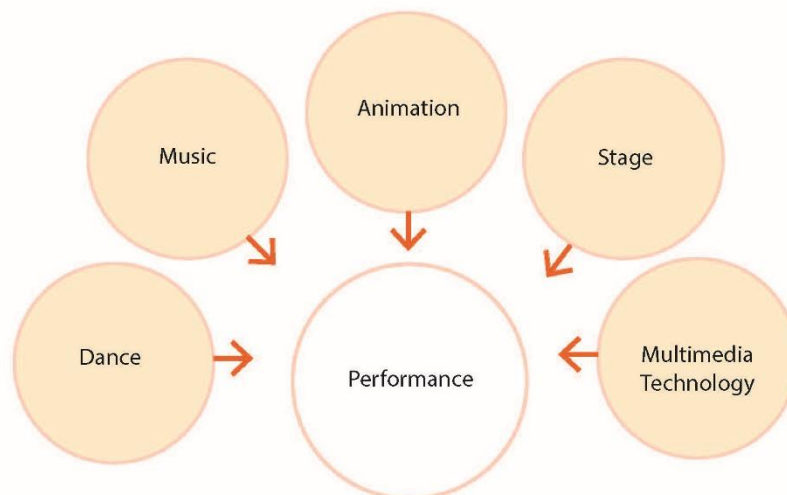 Animation
Music
Stage
Dance
Performance
Multimedia
Technology